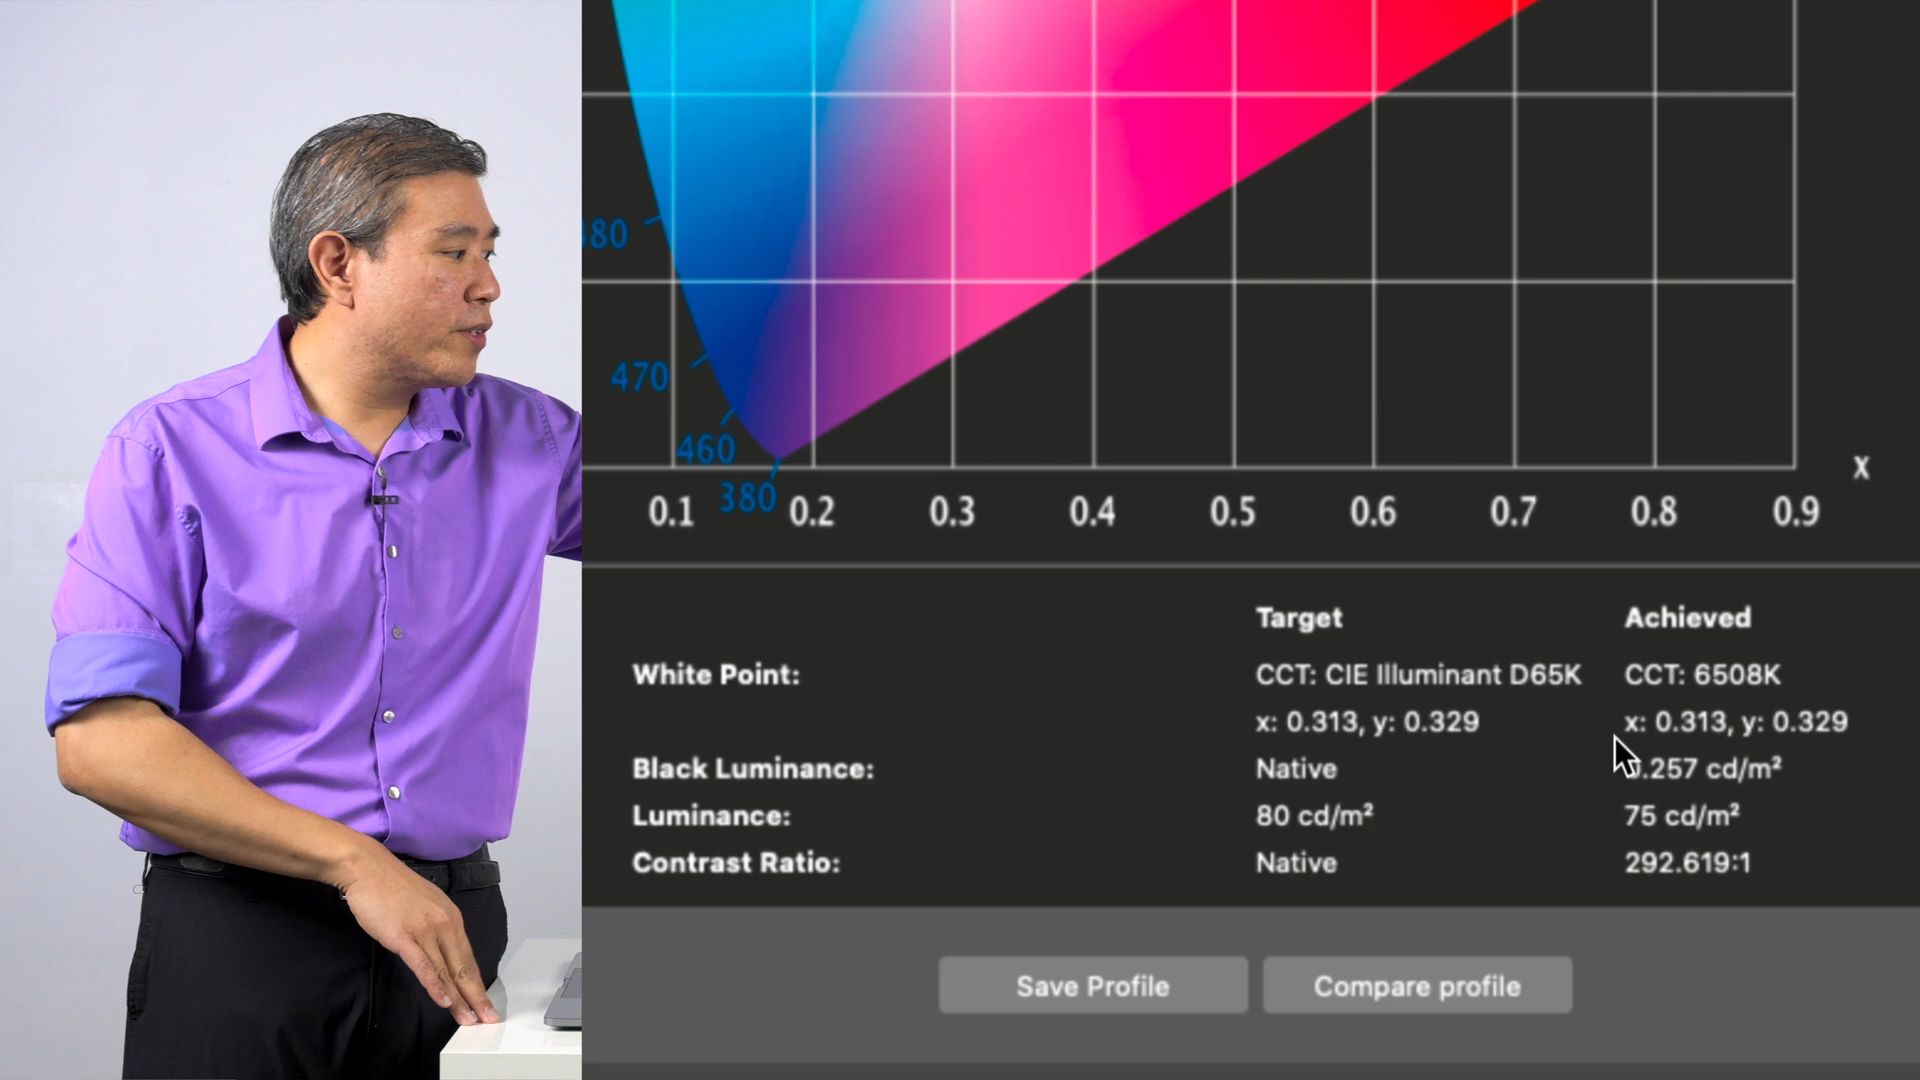 470
460
380
x
0.1 0.2 0.3 0.4 0.5 0.6 0.7 0.8 0.9
Target Achieved
White Point: CCT: CIE Illuminant D65K CCT: 6508K
x: 0.313, y: 0.329 x: 0.313, y: 0.329
Black Luminance: Native .257 cd/m²
Luminance: 80 cd/m² 75 cd/m²
Contrast Ratio: Native 292.619:1
Save Profile Compare profile